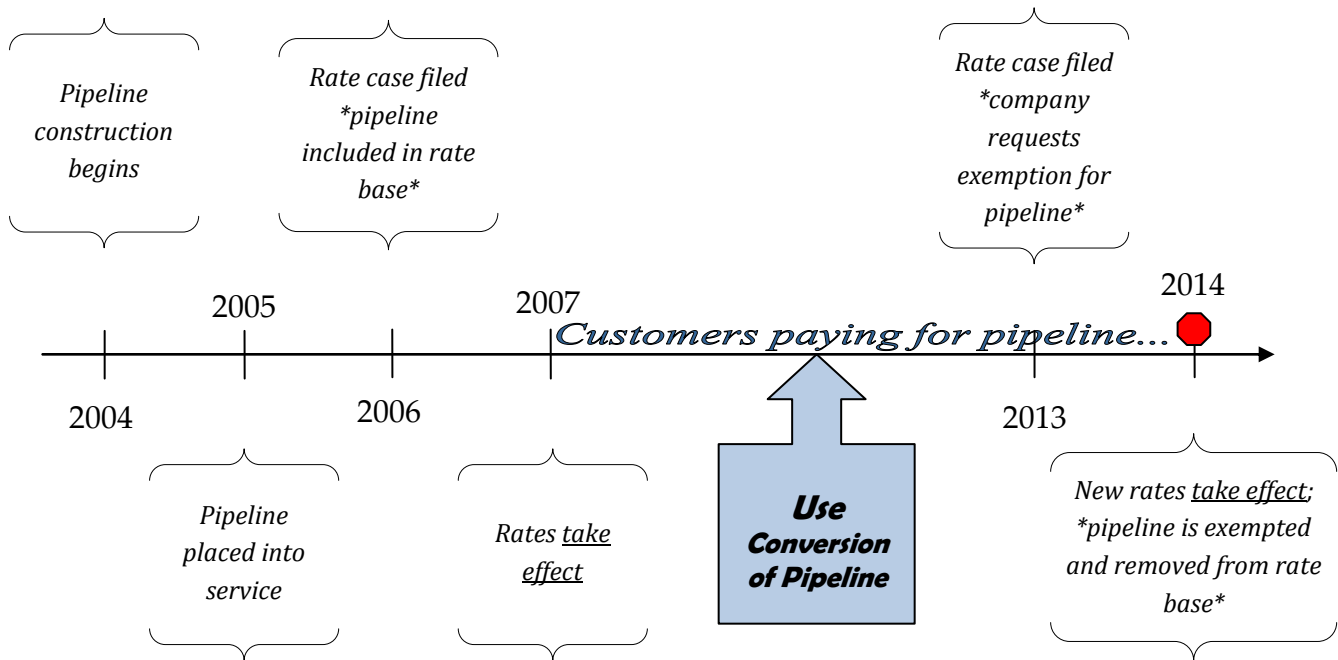 Pipeline
construction
begins
Rate case filed
*pipeline
included in rate
base*
Rate case filed
*company
requests
exemption for
pipeline*
2005
2007
2014
Customers paying for pipeline...
2004
2006
2013
Pipeline
placed into
service
Rates take
effect
Use
Conversion
of Pipeline
New rates take effect;
*pipeline is exempted
and removed from rate
base*